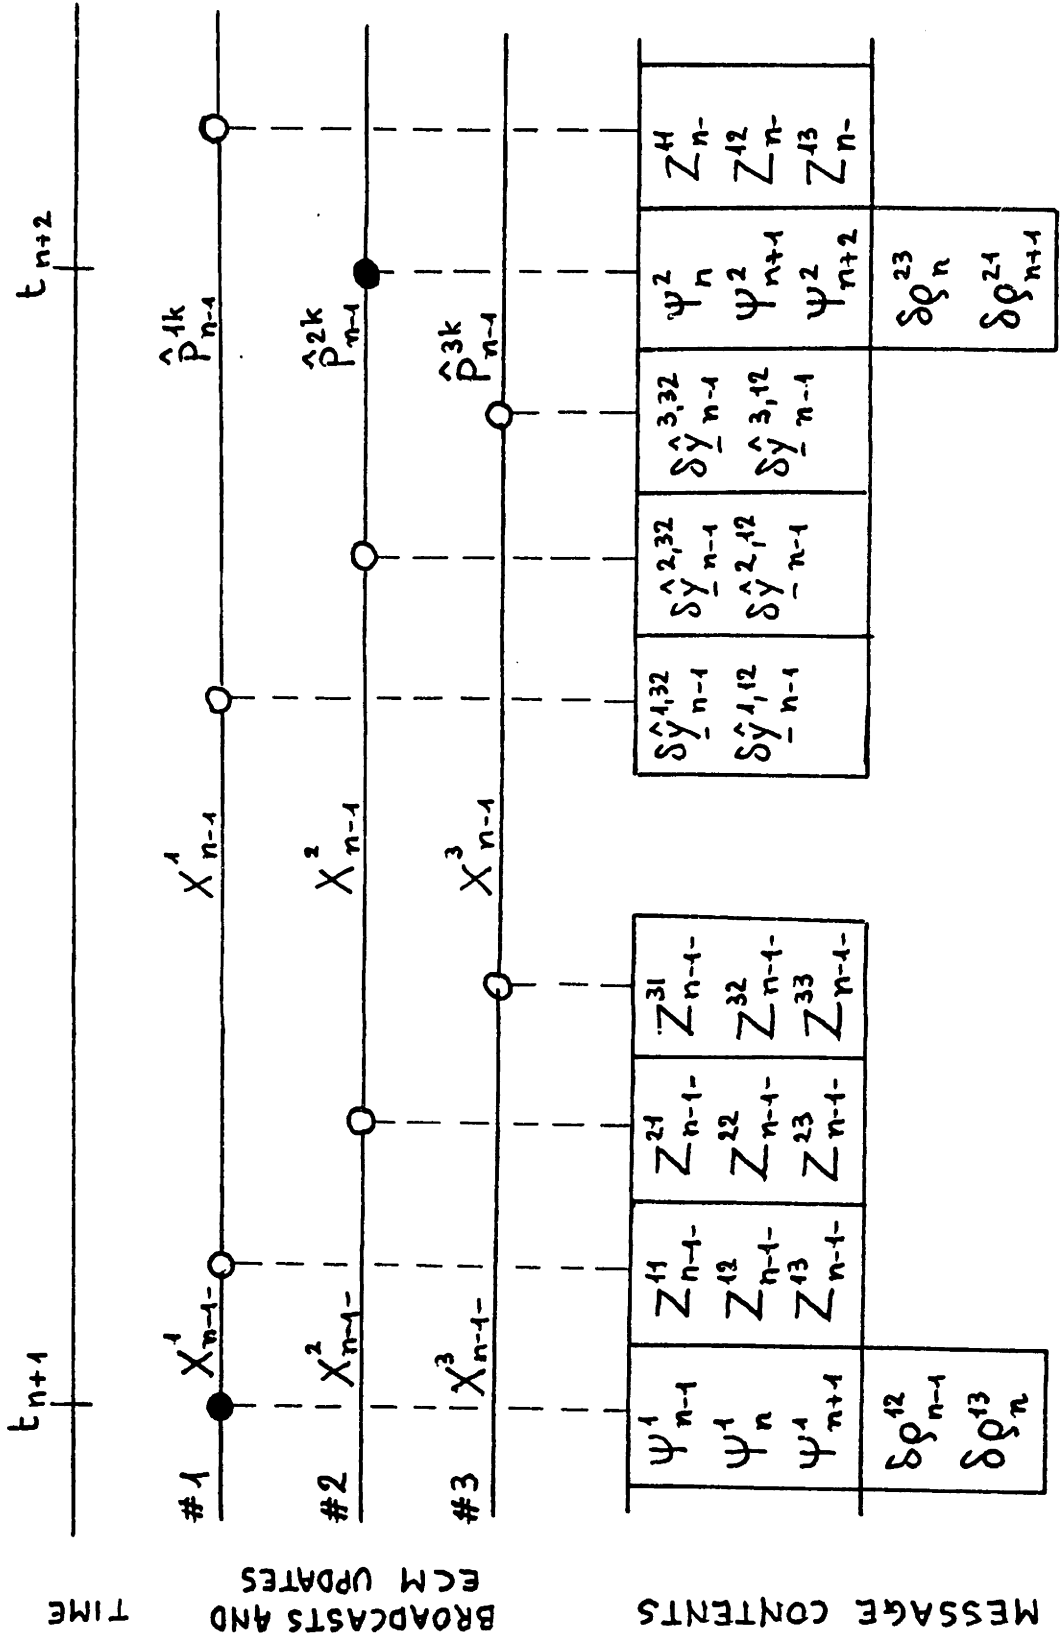 TIME
t_{n+1}
t_{n+2}
BROADCASTS AND
ECM UPDATES
#1
X^1_{n-1-}
X^1_{n-1}
P̂^{1k}_{n-1}
#2
X^2_{n-1-}
X^2_{n-1}
P̂^{2k}_{n-1}
#3
X^3_{n-1-}
X^3_{n-1}
P̂^{3k}_{n-1}
MESSAGE CONTENTS
Ψ^1_{n-1}
Ψ^1_n
Ψ^1_{n+1}
δρ^{12}_{n-1}
δρ^{13}_n
Z^{11}_{n-1-}
Z^{12}_{n-1-}
Z^{13}_{n-1-}
Z^{21}_{n-1-}
Z^{22}_{n-1-}
Z^{23}_{n-1-}
Z^{31}_{n-1-}
Z^{32}_{n-1-}
Z^{33}_{n-1-}
δŷ^{1,32}_{n-1}
δŷ^{1,12}_{n-1}
δŷ^{2,32}_{n-1}
δŷ^{2,12}_{n-1}
δŷ^{3,32}_{n-1}
δŷ^{3,12}_{n-1}
Ψ^2_n
Ψ^2_{n+1}
Ψ^2_{n+2}
δρ^{23}_n
δρ^{21}_{n+1}
Z^{11}_{n-}
Z^{12}_{n-}
Z^{13}_{n-}